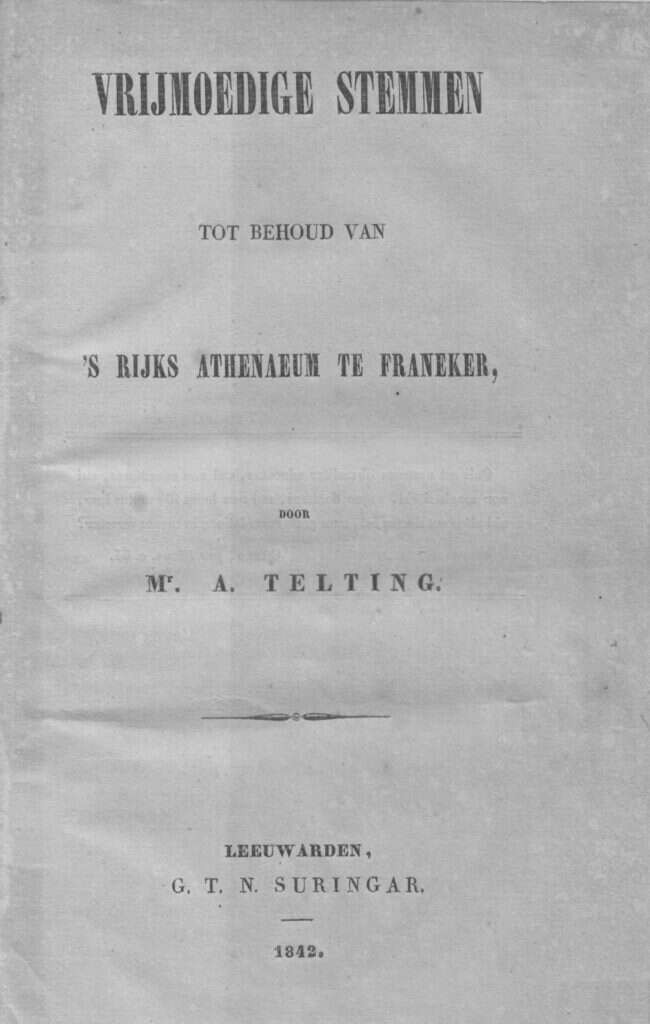 VRIJMOEDIGE STEMMEN
TOT BEHOUD VAN
'S RIJKS ATHENAEUM TE FRANEKER,
DOOR
Mr. A. TELTING.
LEEUWARDEN,
G. T. N. SURINGAR.
1842.